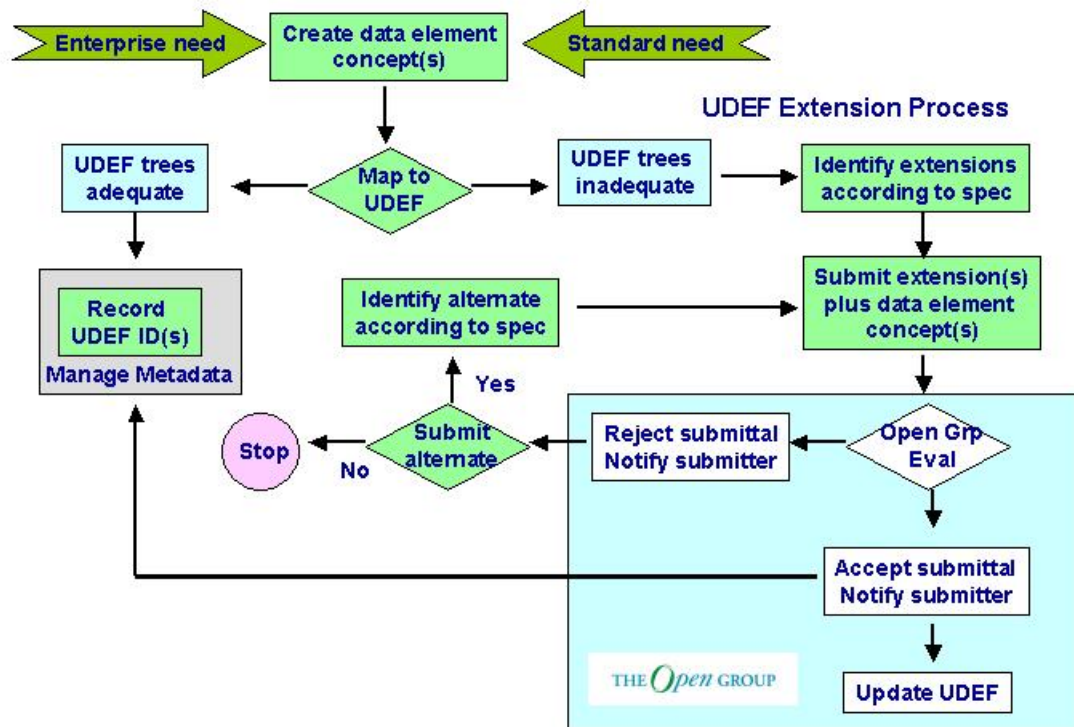 Enterprise need
Create data element
concept(s)
Standard need
UDEF Extension Process
UDEF trees
adequate
Map to
UDEF
UDEF trees
inadequate
Identify extensions
according to spec
Record
UDEF ID(s)
Manage Metadata
Identify alternate
according to spec
Submit extension(s)
plus data element
concept(s)
Yes
Stop
No
Submit
alternate
Reject submittal
Notify submitter
Open Grp
Eval
Accept submittal
Notify submitter
THE Open GROUP
Update UDEF